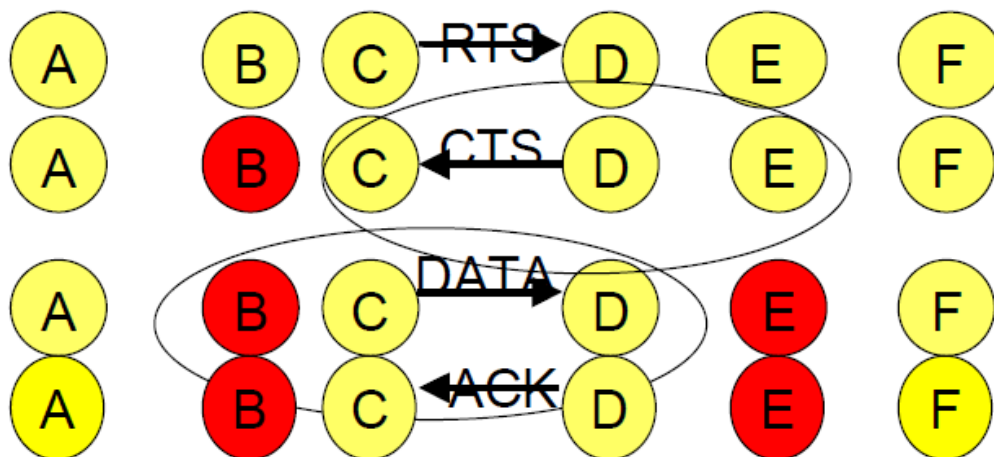 A B C RTS D E F
A B C CTS D E F
A B C DATA D E F
A B C ACK D E F